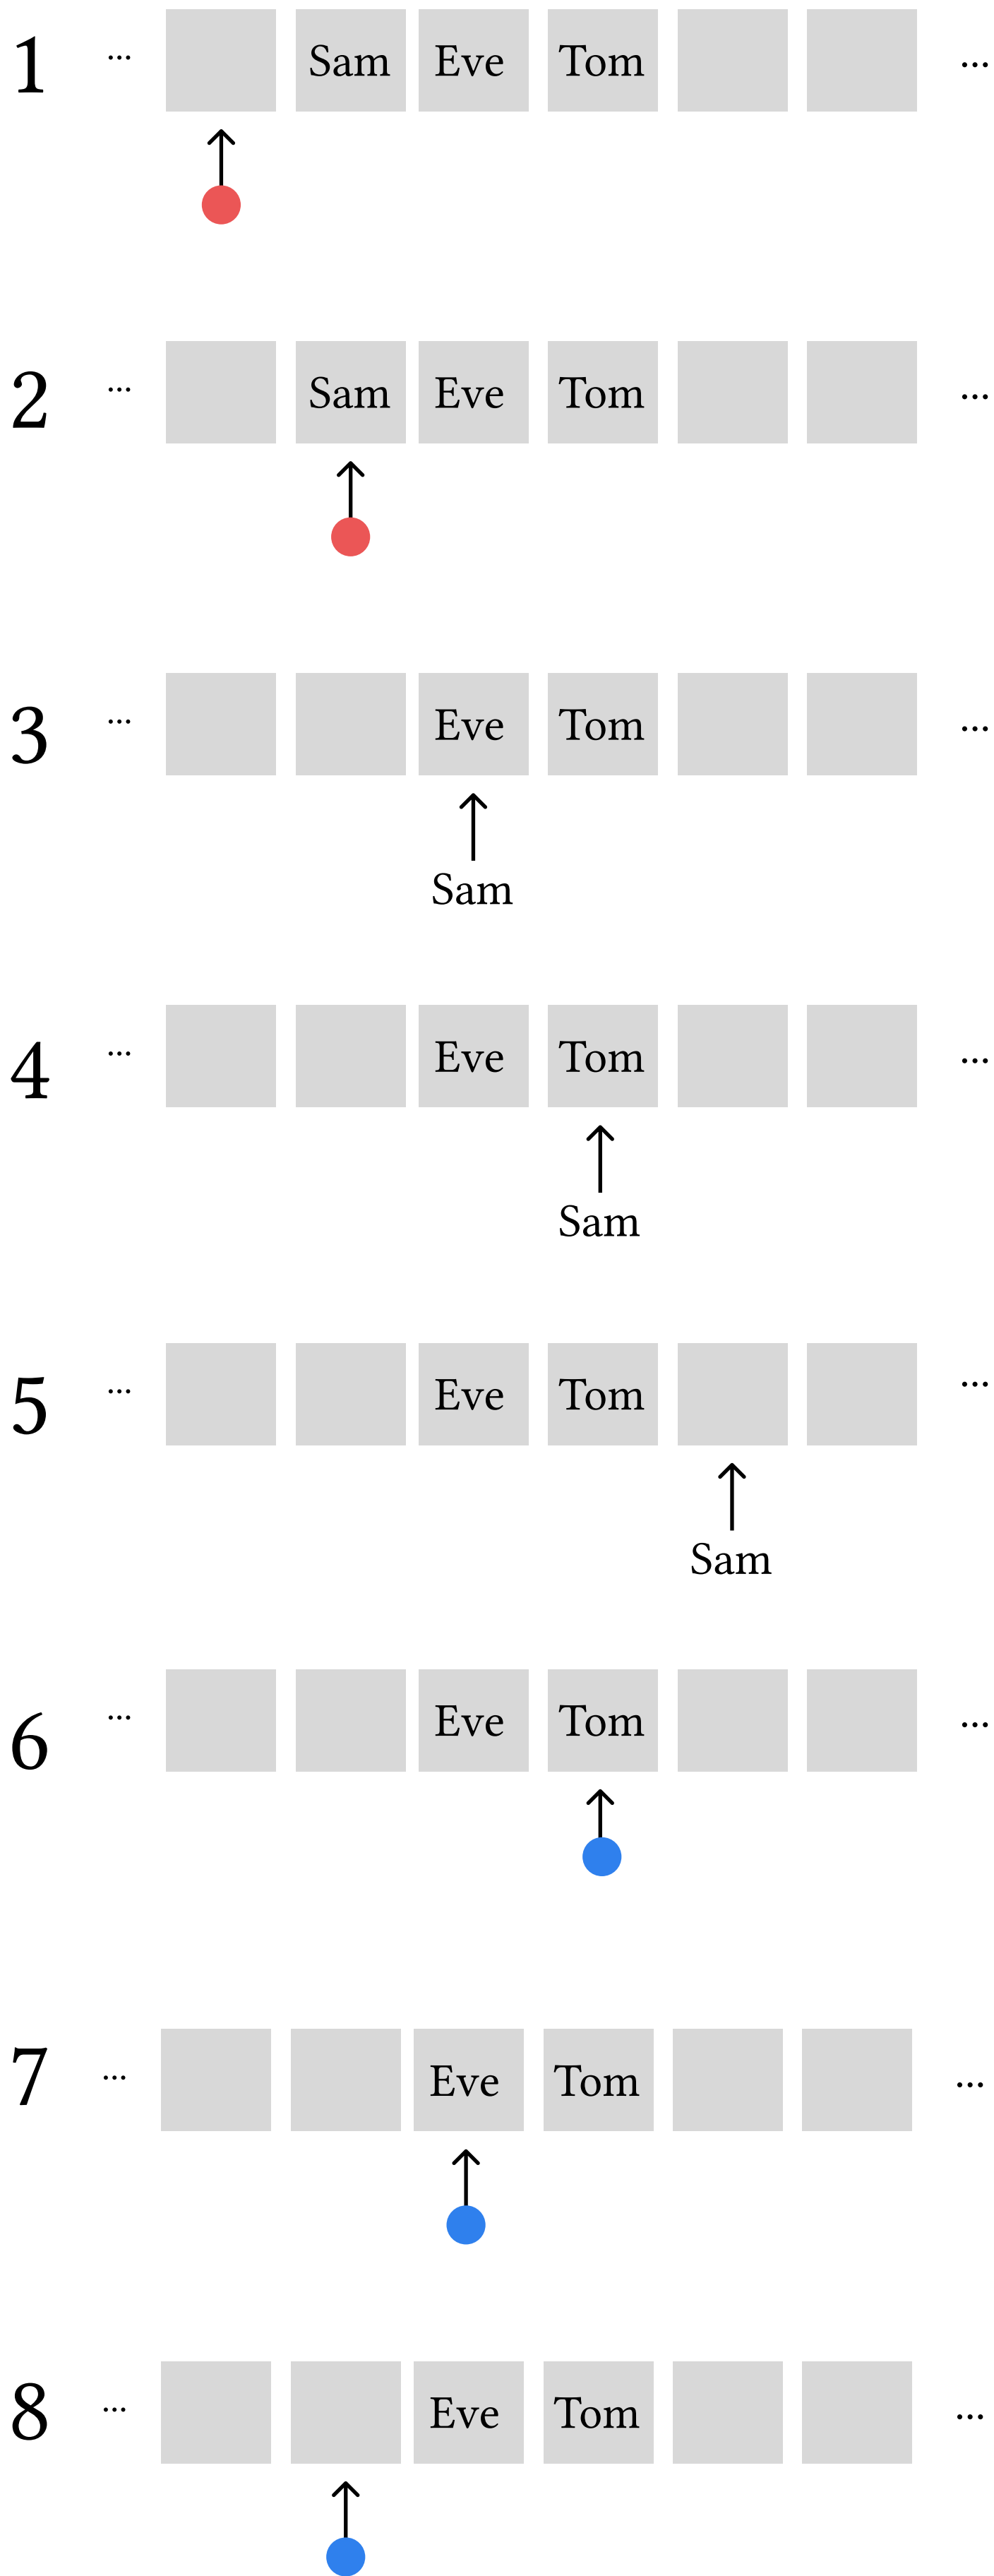 1 ... Sam Eve Tom ...
2 ... Sam Eve Tom ...
3 ... Eve Tom ...
Sam
4 ... Eve Tom ...
Sam
5 ... Eve Tom ...
Sam
6 ... Eve Tom ...
7 ... Eve Tom ...
8 ... Eve Tom ...